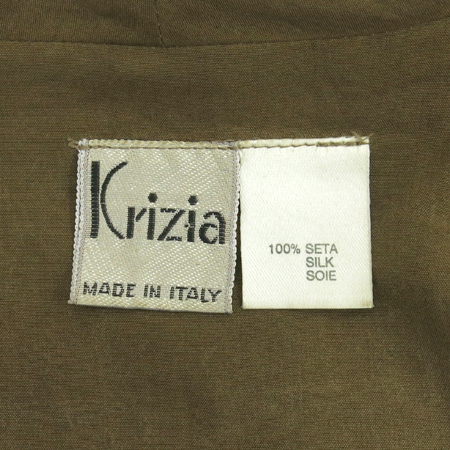 Krizia
MADE IN ITALY
100% SETA
SILK
SOIE